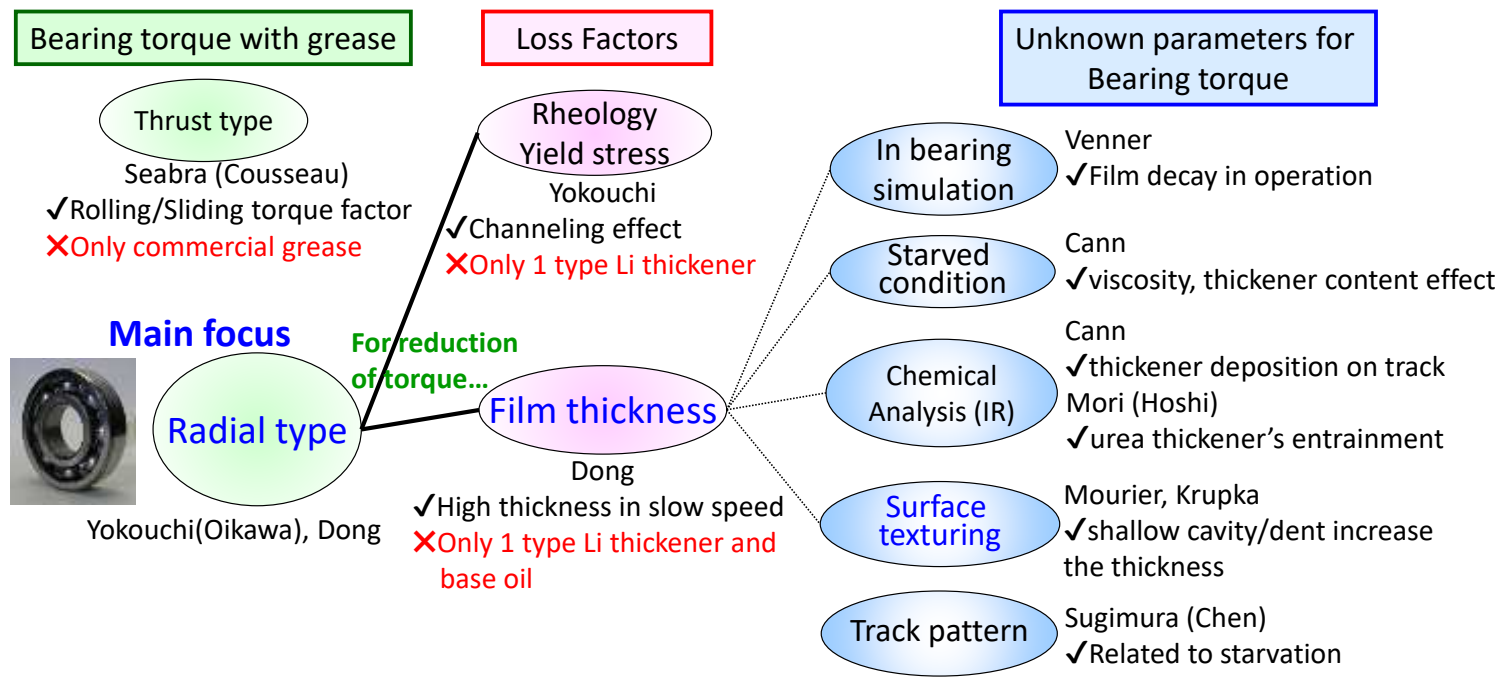 Bearing torque with grease
Thrust type
Seabra (Cousseau)
✓Rolling/Sliding torque factor
✕Only commercial grease
Main focus
Radial type
Yokouchi(Oikawa), Dong
For reduction
of torque…
Loss Factors
Rheology
Yield stress
Yokouchi
✓Channeling effect
✕Only 1 type Li thickener
Film thickness
Dong
✓High thickness in slow speed
✕Only 1 type Li thickener and
base oil
Unknown parameters for
Bearing torque
In bearing
simulation
Venner
✓Film decay in operation
Starved
condition
Cann
✓viscosity, thickener content effect
Chemical
Analysis (IR)
Cann
✓thickener deposition on track
Mori (Hoshi)
✓urea thickener’s entrainment
Surface
texturing
Mourier, Krupka
✓shallow cavity/dent increase
the thickness
Track pattern
Sugimura (Chen)
✓Related to starvation